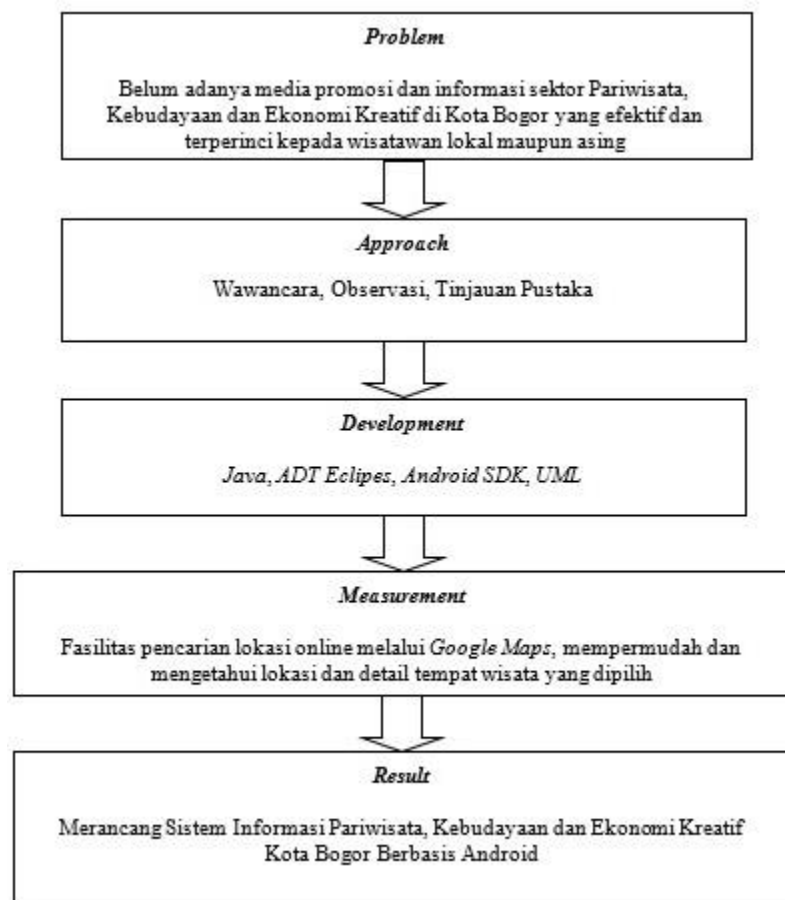 Problem
Belum adanya media promosi dan informasi sektor Pariwisata,
Kebudayaan dan Ekonomi Kreatif di Kota Bogor yang efektif dan
terperinci kepada wisatawan lokal maupun asing
Approach
Wawancara, Observasi, Tinjauan Pustaka
Development
Java, ADT Eclipes, Android SDK, UML
Measurement
Fasilitas pencarian lokasi online melalui Google Maps, mempermudah dan
mengetahui lokasi dan detail tempat wisata yang dipilih
Result
Merancang Sistem Informasi Pariwisata, Kebudayaan dan Ekonomi Kreatif
Kota Bogor Berbasis Android